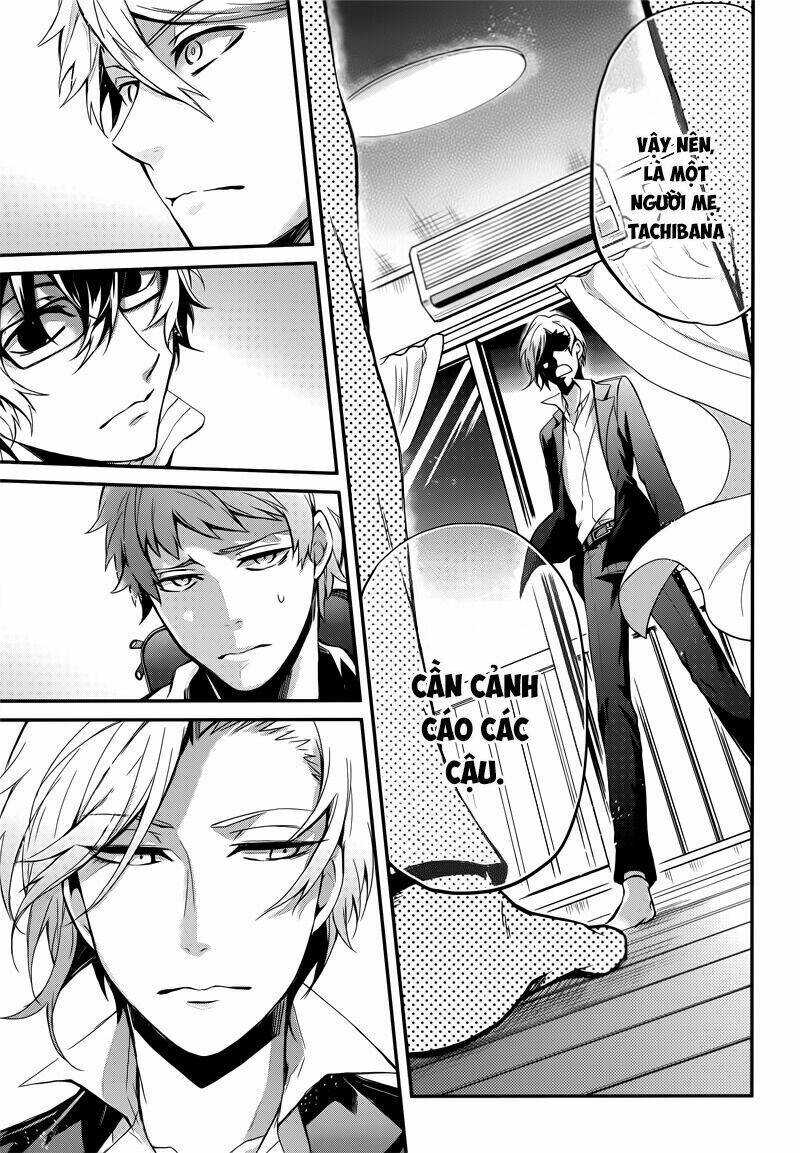 VẬY NÊN,
LÀ MỘT
NGƯỜI MẸ,
TACHIBANA
CẦN CẢNH
CÁO CÁC
CẬU.